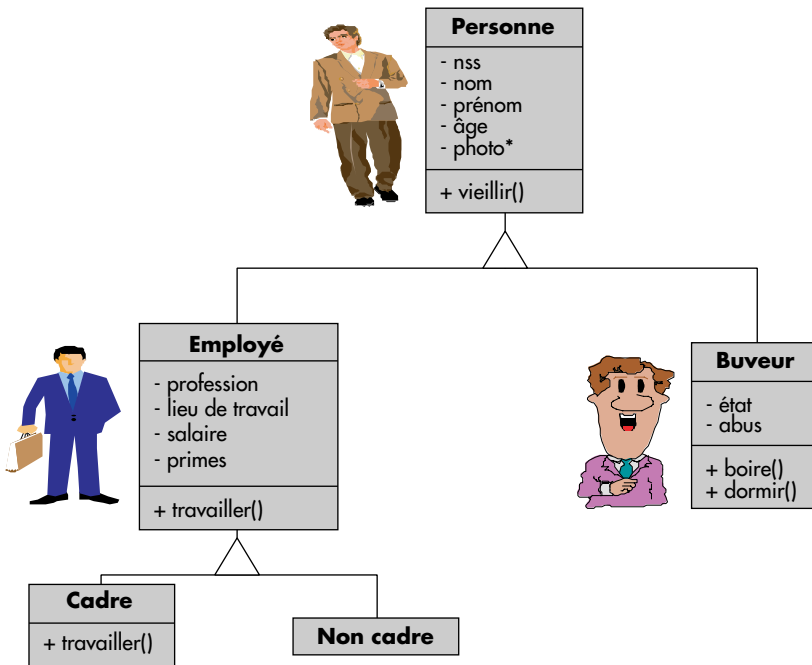 Personne
- nss
- nom
- prénom
- âge
- photo*
+ vieillir()
Employé
- profession
- lieu de travail
- salaire
- primes
+ travailler()
Buveur
- état
- abus
+ boire()
+ dormir()
Cadre
+ travailler()
Non cadre